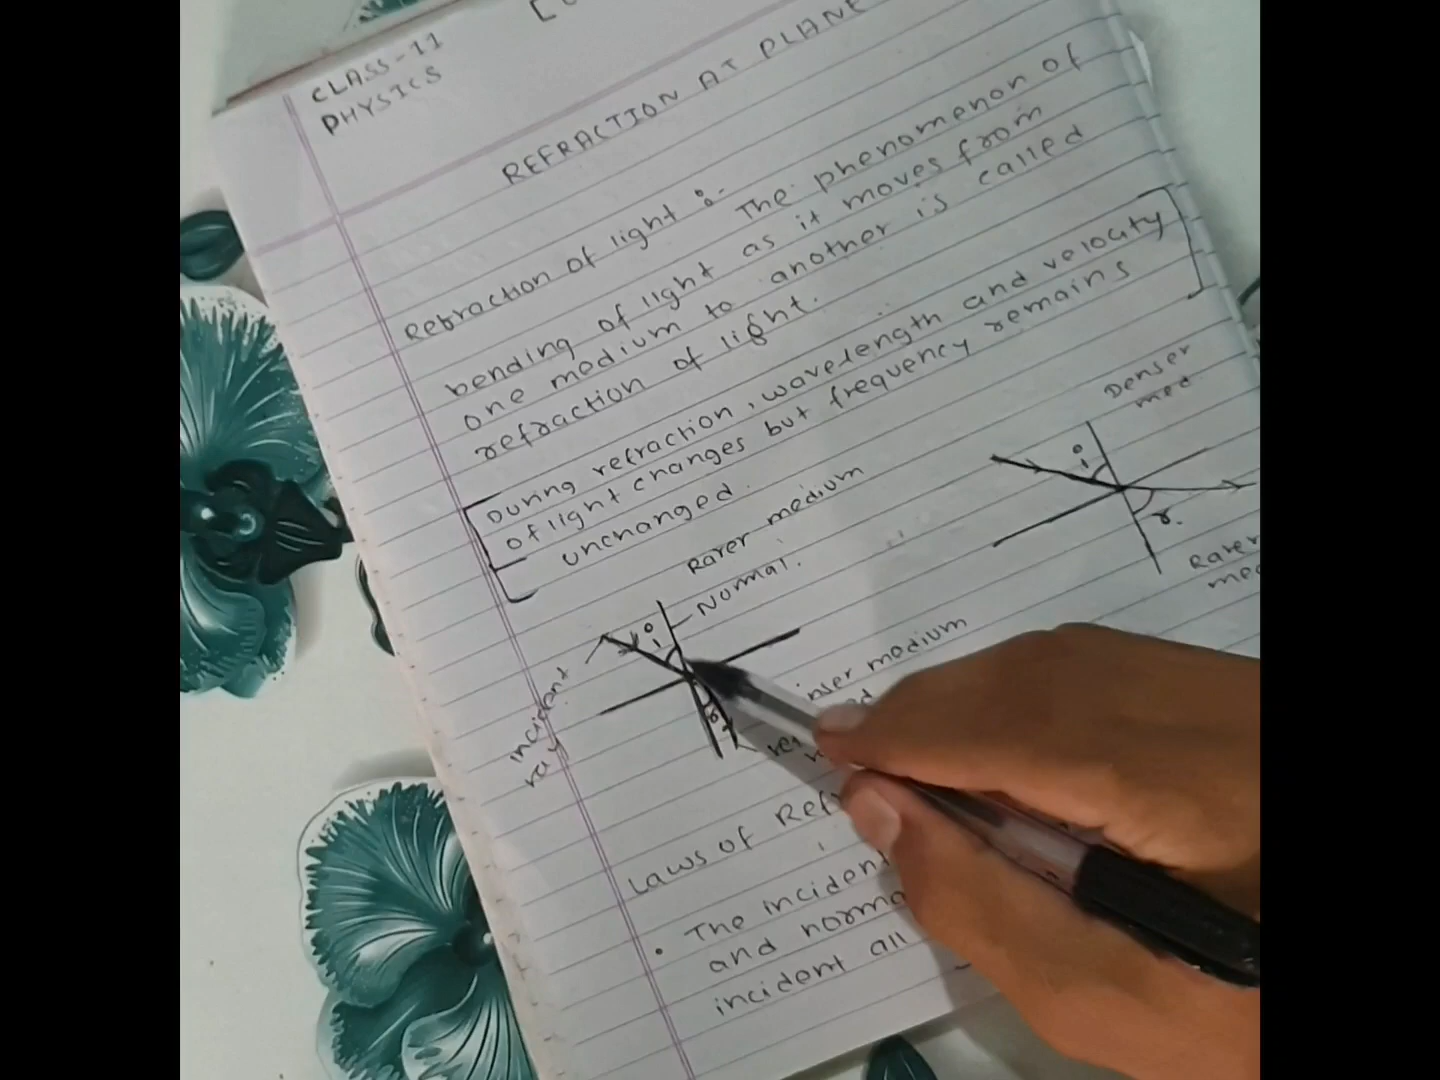 CLASS-11
PHYSICS
REFRACTION AT PLANE
Refraction of light :-
The phenomenon of
bending of light as it moves from
one medium to another is called
refraction of light.
During refraction, wavelength and velocity
of light changes but frequency remains
unchanged.
Rarer medium
Normal.
i
incident
ray
r
medium
Denser
med
i
r.
Rarer
Laws of
The incident
and
incident all